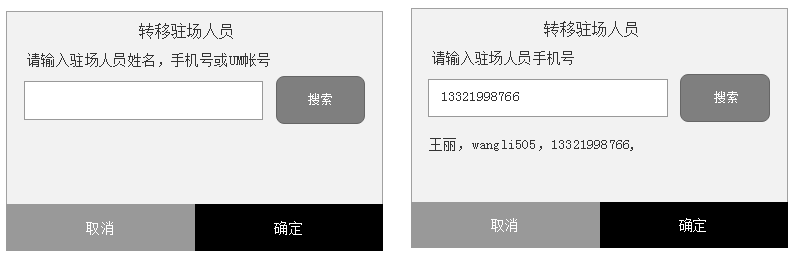 转移驻场人员
请输入驻场人员姓名，手机号或UM帐号
搜索
取消
确定
转移驻场人员
请输入驻场人员手机号
13321998766
搜索
王丽，wangli505，13321998766,
取消
确定